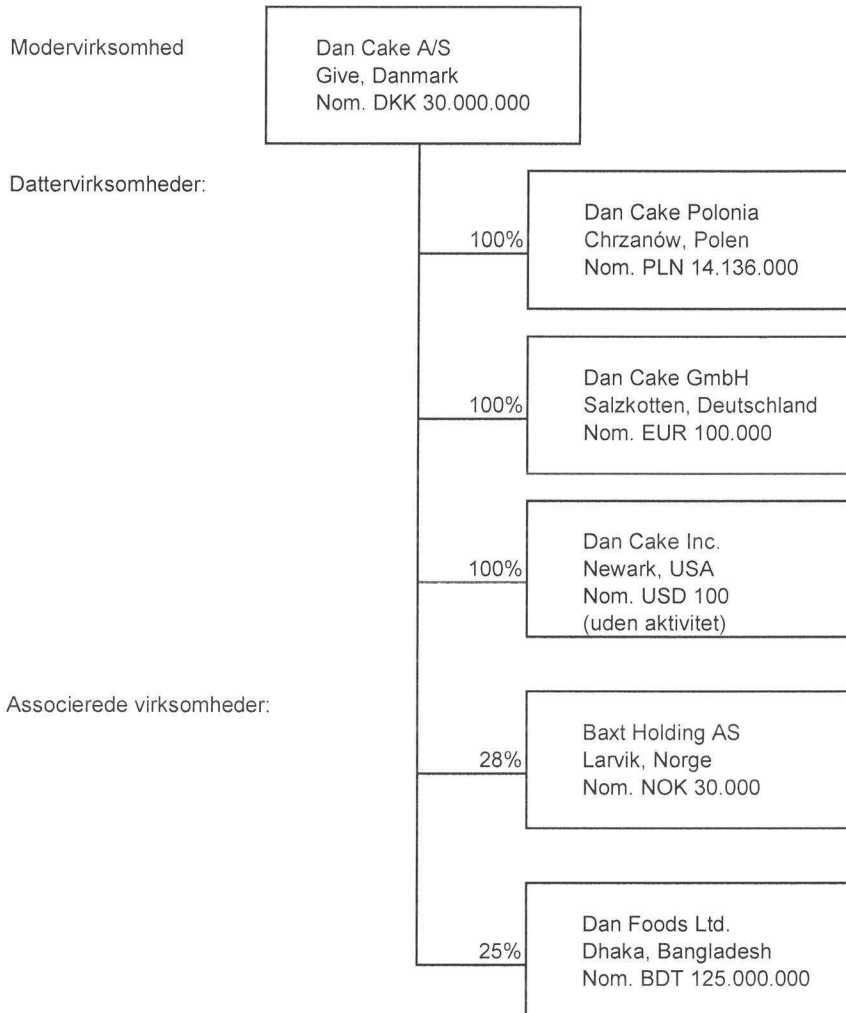 Modervirksomhed
Dan Cake A/S
Give, Danmark
Nom. DKK 30.000.000
Dattervirksomheder:
100%
Dan Cake Polonia
Chrzanów, Polen
Nom. PLN 14.136.000
100%
Dan Cake GmbH
Salzkotten, Deutschland
Nom. EUR 100.000
100%
Dan Cake Inc.
Newark, USA
Nom. USD 100
(uden aktivitet)
Associerede virksomheder:
28%
Baxt Holding AS
Larvik, Norge
Nom. NOK 30.000
25%
Dan Foods Ltd.
Dhaka, Bangladesh
Nom. BDT 125.000.000